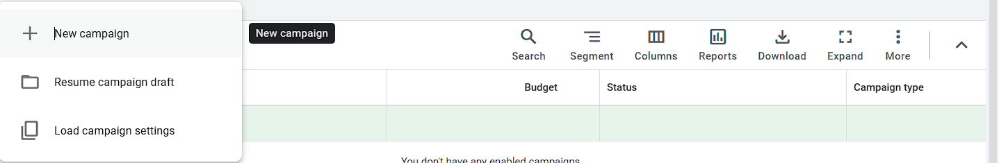 New campaign
Resume campaign draft
Load campaign settings
New campaign
Search Segment Columns Reports Download Expand More
Budget Status Campaign type
You don't have any enabled campaigns